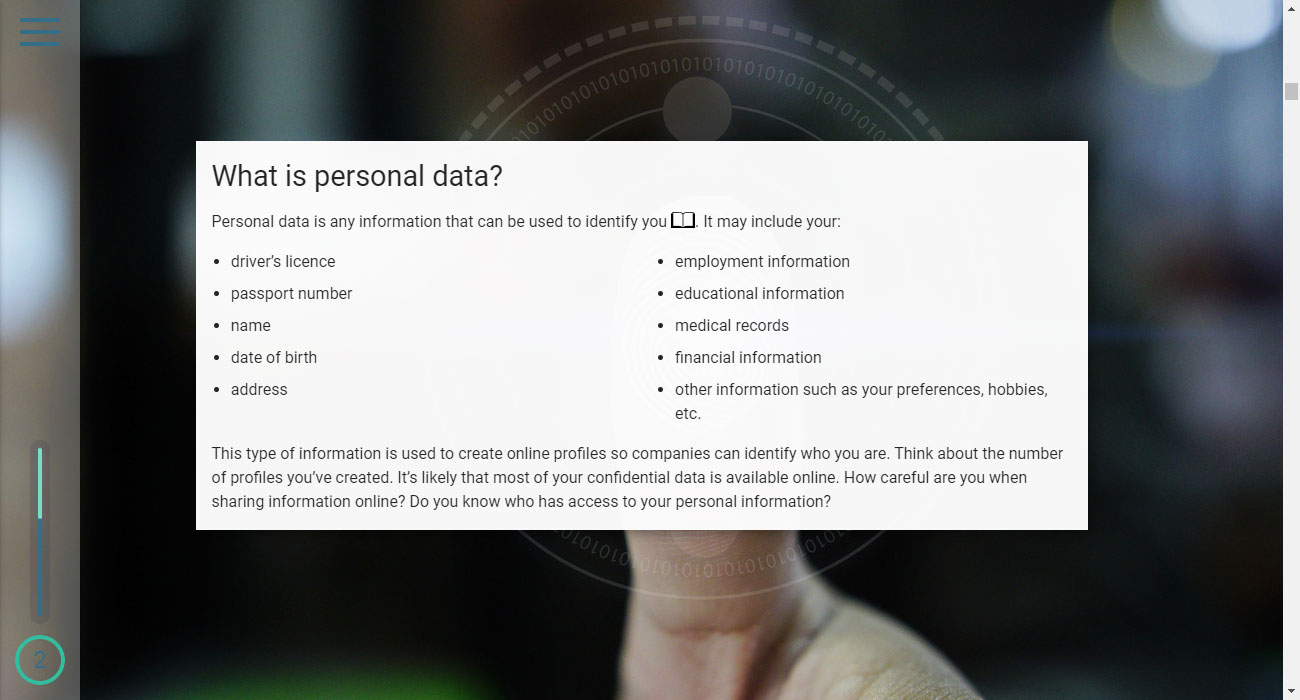 What is personal data?
Personal data is any information that can be used to identify you . It may include your:
driver’s licence
passport number
name
date of birth
address
employment information
educational information
medical records
financial information
other information such as your preferences, hobbies,
etc.
This type of information is used to create online profiles so companies can identify who you are. Think about the number
of profiles you’ve created. It’s likely that most of your confidential data is available online. How careful are you when
sharing information online? Do you know who has access to your personal information?
2